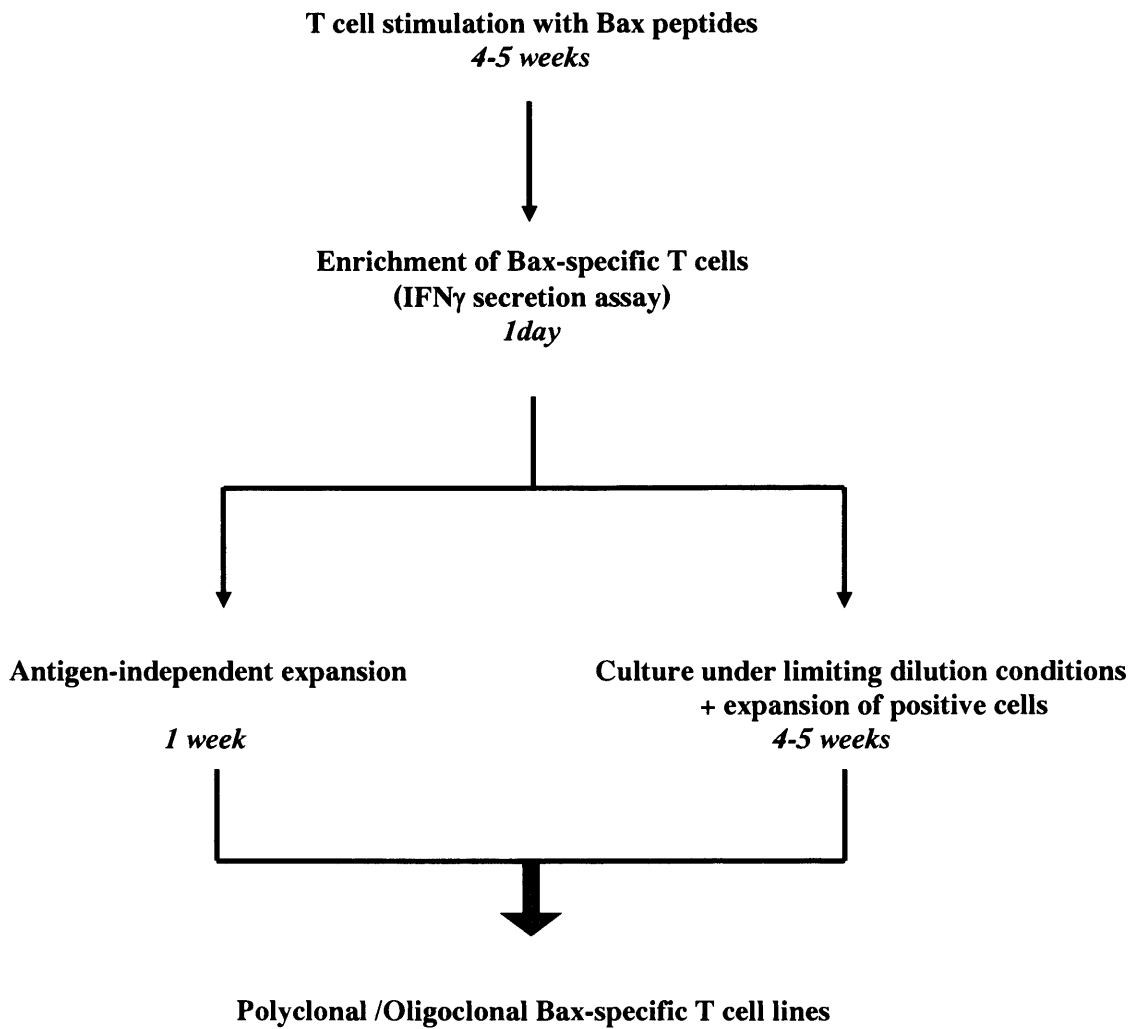 T cell stimulation with Bax peptides
4-5 weeks
Enrichment of Bax-specific T cells
(IFNγ secretion assay)
1day
Antigen-independent expansion
1 week
Culture under limiting dilution conditions
+ expansion of positive cells
4-5 weeks
Polyclonal /Oligoclonal Bax-specific T cell lines